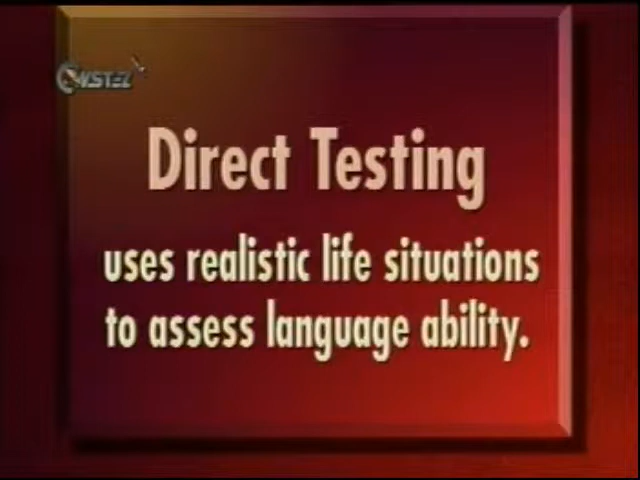 Direct Testing
uses realistic life situations
to assess language ability.